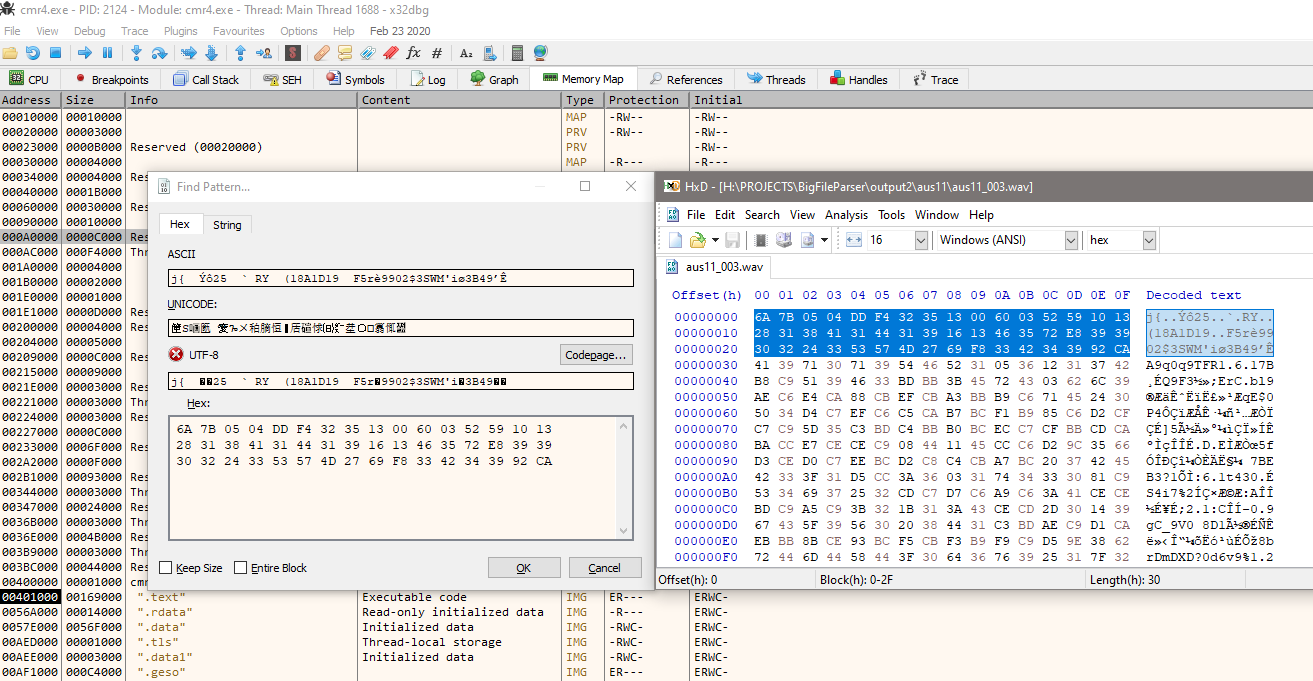 cmr4.exe - PID: 2124 - Module: cmr4.exe - Thread: Main Thread 1688 - x32dbg
File View Debug Trace Plugins Favourites Options Help Feb 23 2020
CPU Breakpoints Call Stack SEH Symbols Log Graph Memory Map References Threads Handles Trace
Address Size Info Content Type Protection Initial
00010000 00010000 MAP -RW-- -RW--
00020000 00003000 PRV -RW-- -RW--
00023000 0000B000 Reserved (00020000) PRV -RW--
00030000 00004000 MAP -R--- -R---
00034000 00004000 Res
00040000 0001B000
00060000 00030000 Res
00090000 00010000
000A0000 0000C000 Res
000AC000 000F4000 Thr
001A0000 00004000
001B0000 00002000
001E0000 00001000
001E1000 0000D000 Res
00200000 00004000 Res
00204000 00005000
00209000 0000C000 Res
00215000 00009000
0021E000 00003000 Res
00221000 00003000 Thr
00224000 00003000 Res
00227000 0000C000
00233000 0006F000 Res
002A2000 0000F000
002B1000 00093000 Res
00344000 00003000 Thr
00347000 00024000 Res
0036B000 00003000 Thr
0036E000 0004B000 Res
003B9000 00003000 Thr
003BC000 00044000 Res
00400000 00001000 cmr
00401000 00169000 ".text" Executable code IMG ER--- ERWC-
0056A000 00014000 ".rdata" Read-only initialized data IMG -R--- ERWC-
0057E000 0056F000 ".data" Initialized data IMG -RWC- ERWC-
00AED000 00001000 ".tls" Thread-local storage IMG -RWC- ERWC-
00AEE000 00003000 ".data1" Initialized data IMG -RWC- ERWC-
00AF1000 000C4000 ".geso" IMG ER--- ERWC-
Find Pattern...
Hex String
ASCII
j{ Ýô25 ` RY (18A1D19 F5rè9902$3SWM'iø3B49’Ê
UNICODE:
UTF-8
Codepage...
Hex:
6A 7B 05 04 DD F4 32 35 13 00 60 03 52 59 10 13
28 31 38 41 31 44 31 39 16 13 46 35 72 E8 39 39
30 32 24 33 53 57 4D 27 69 F8 33 42 34 39 92 CA
Keep Size Entire Block OK Cancel
HxD - [H:\PROJECTS\BigFileParser\output2\aus11\aus11_003.wav]
File Edit Search View Analysis Tools Window Help
16 Windows (ANSI) hex
aus11_003.wav
Offset(h) 00 01 02 03 04 05 06 07 08 09 0A 0B 0C 0D 0E 0F Decoded text
00000000 6A 7B 05 04 DD F4 32 35 13 00 60 03 52 59 10 13 j{..Ýô25..`.RY..
00000010 28 31 38 41 31 44 31 39 16 13 46 35 72 E8 39 39 (18A1D19..F5rè99
00000020 30 32 24 33 53 57 4D 27 69 F8 33 42 34 39 92 CA 02$3SWM'iø3B49’Ê
00000030 41 39 71 30 71 39 54 46 52 31 05 36 12 31 37 42 A9q0q9TFR1.6.17B
00000040 B8 C9 51 39 46 33 BD BB 3B 45 72 43 03 62 6C 39 ¸ÉQ9F3½»;ErC.bl9
00000050 AE C6 E4 CA 88 CB EF CB A3 BB B9 C6 71 45 24 30 ®ÆäÊˆËïË£»¹ÆqE$0
00000060 50 34 D4 C7 EF C6 C5 CA B7 BC F1 B9 85 C6 D2 CF P4ÔÇïÆÅÊ·¼ñ¹…ÆÒÏ
00000070 C7 C9 5D 35 C3 BD C4 BB B0 BC EC C7 CF BB CD CA ÇÉ]5Ã½Ä»°¼ìÇÏ»ÍÊ
00000080 BA CC E7 CE CE C9 08 44 11 45 CC C6 D2 9C 35 66 ºÌçÎÎÉ.D.EÌÆÒœ5f
00000090 D3 CE D0 C7 EE BC D2 C8 C4 CB A7 BC 20 37 42 45 ÓÎÐÇî¼ÒÈÄË§¼ 7BE
000000A0 42 33 3F 31 D5 CC 3A 36 03 31 74 34 33 30 81 C9 B3?1ÕÌ:6.1t430.É
000000B0 53 34 69 37 25 32 CD C7 D7 C6 A9 C6 3A 41 CE CE S4i7%2ÍÇ×Æ©Æ:AÎÎ
000000C0 BD C9 A5 C9 3B 32 1B 31 3A 43 CE CD 2D 30 14 39 ½É¥É;2.1:CÎÍ-0.9
000000D0 67 43 5F 39 56 30 20 38 44 31 C3 BD AE C9 D1 CA gC_9V0 8D1Ã½®ÉÑÊ
000000E0 EB BB 8B CE 93 BC F5 CB F3 B9 F9 C9 D5 9E 38 62 ë»‹Î“¼õËó¹ùÉÕž8b
000000F0 72 44 6D 44 58 44 3F 30 64 36 76 39 25 31 7F 32 rDmDXD?0d6v9%1.2
Offset(h): 0 Block(h): 0-2F Length(h): 30